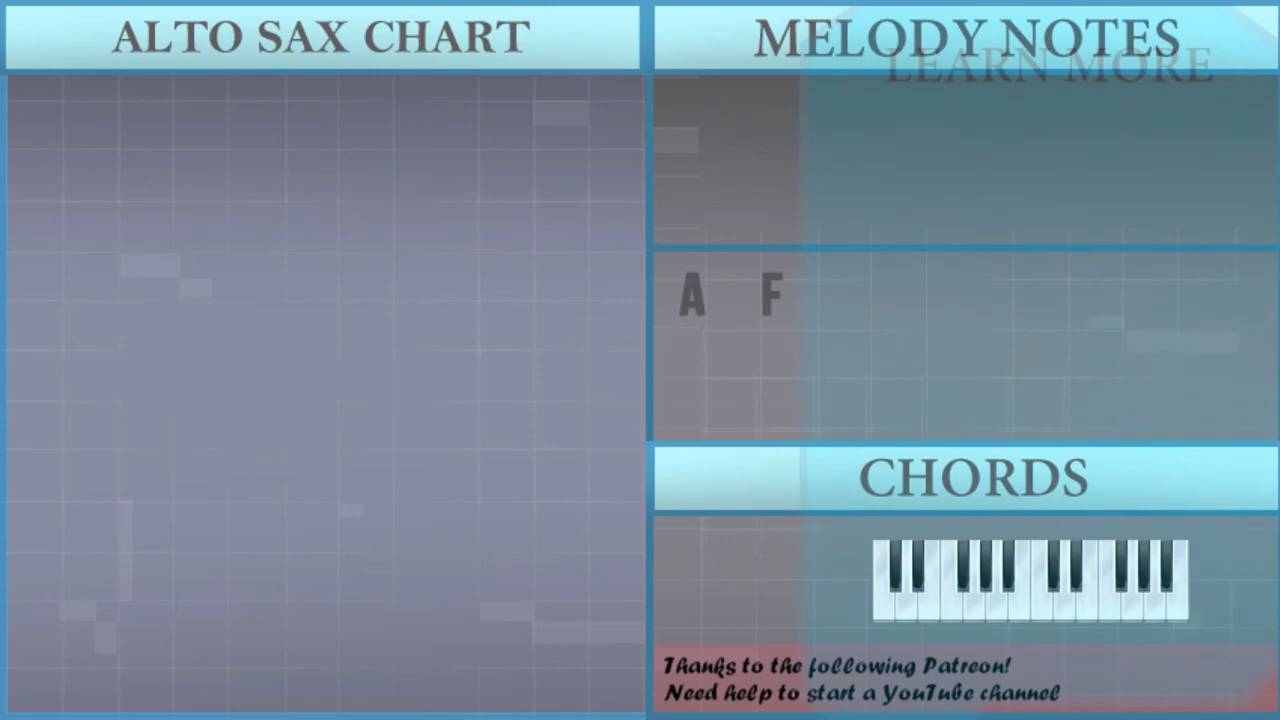 ALTO SAX CHART
MELODY NOTES
LEARN MORE
A F
CHORDS
Thanks to the following Patreon!
Need help to start a YouTube channel